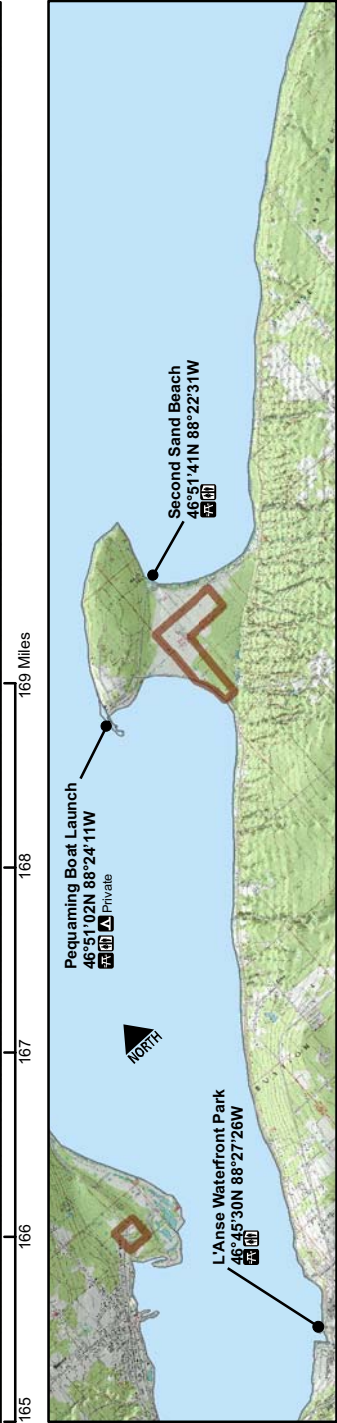 165
166
167
168
169 Miles
Pequaming Boat Launch
46°51'02N 88°24'11W
Private
Second Sand Beach
46°51'41N 88°22'31W
NORTH
L'Anse Waterfront Park
46°45'30N 88°27'26W